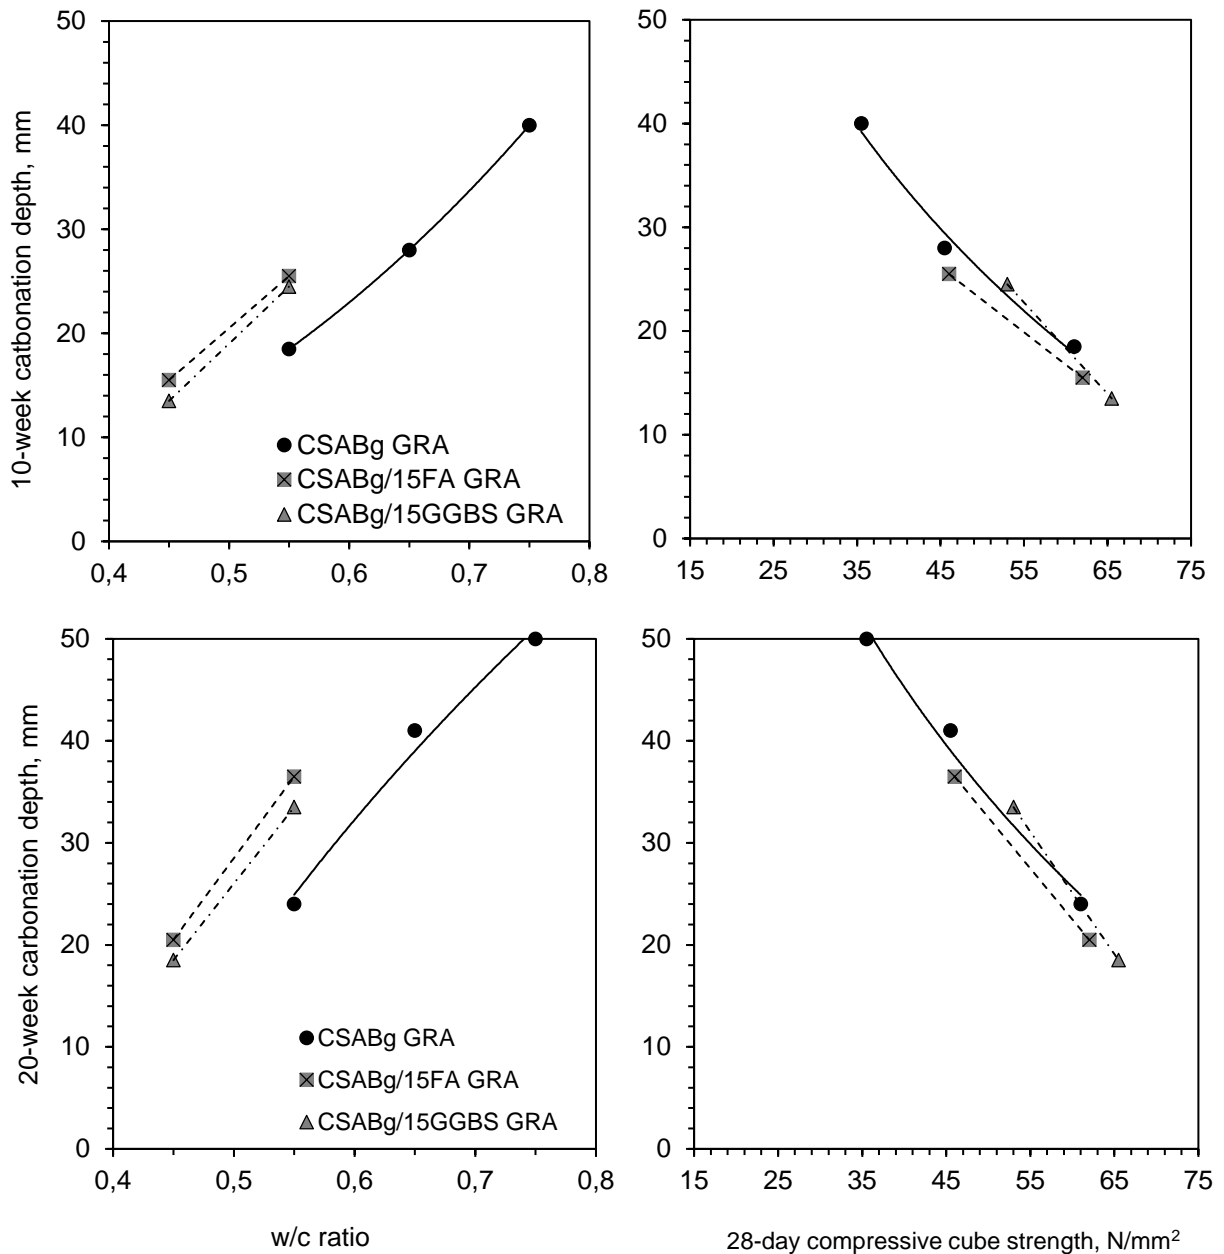 50
40
30
20
10
0
10-week catbonation depth, mm
CSABg GRA
CSABg/15FA GRA
CSABg/15GGBS GRA
0,4 0,5 0,6 0,7 0,8
50
40
30
20
10
0
15 25 35 45 55 65 75
50
40
30
20
10
0
20-week carbonation depth, mm
CSABg GRA
CSABg/15FA GRA
CSABg/15GGBS GRA
0,4 0,5 0,6 0,7 0,8
w/c ratio
50
40
30
20
10
0
15 25 35 45 55 65 75
28-day compressive cube strength, N/mm²